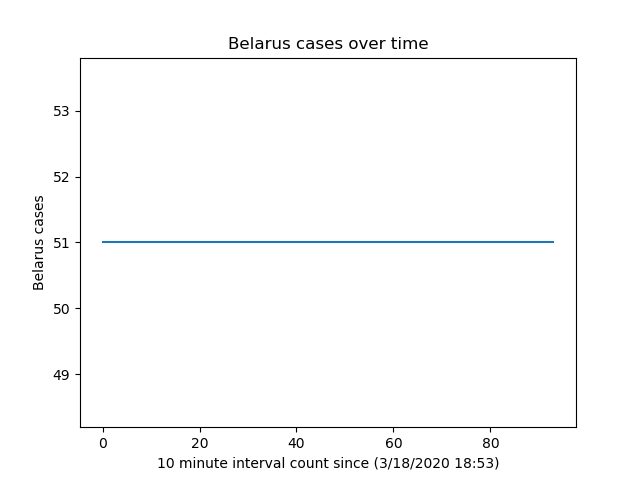 Belarus cases over time
53
52
51
50
49
Belarus cases
0 20 40 60 80
10 minute interval count since (3/18/2020 18:53)